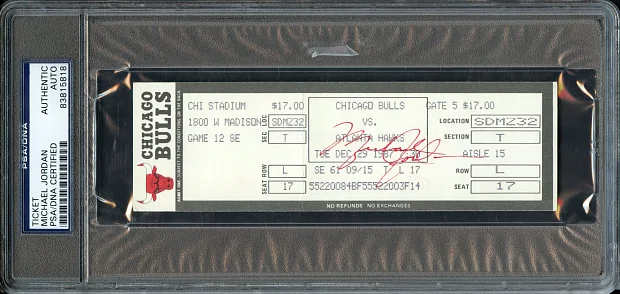 PSA/DNA
TICKET
MICHAEL JORDAN
PSA/DNA CERTIFIED
AUTHENTIC
AUTO
83815818
CHICAGO
BULLS
CHI STADIUM $17.00
1800 W MADISON
GAME 12 SE
SEC
LOC
SDMZ32
T
ROW
L
SEAT
17
CHICAGO BULLS
VS.
ATLANTA HAWKS
TUE DEC 29 1987
SE 61 09/15 T L 17
55220084BF55522003F14
GATE 5 $17.00
LOCATION SDMZ32
SECTION T
AISLE 15
ROW L
SEAT 17
Michael Jordan
NO REFUNDS NO EXCHANGES